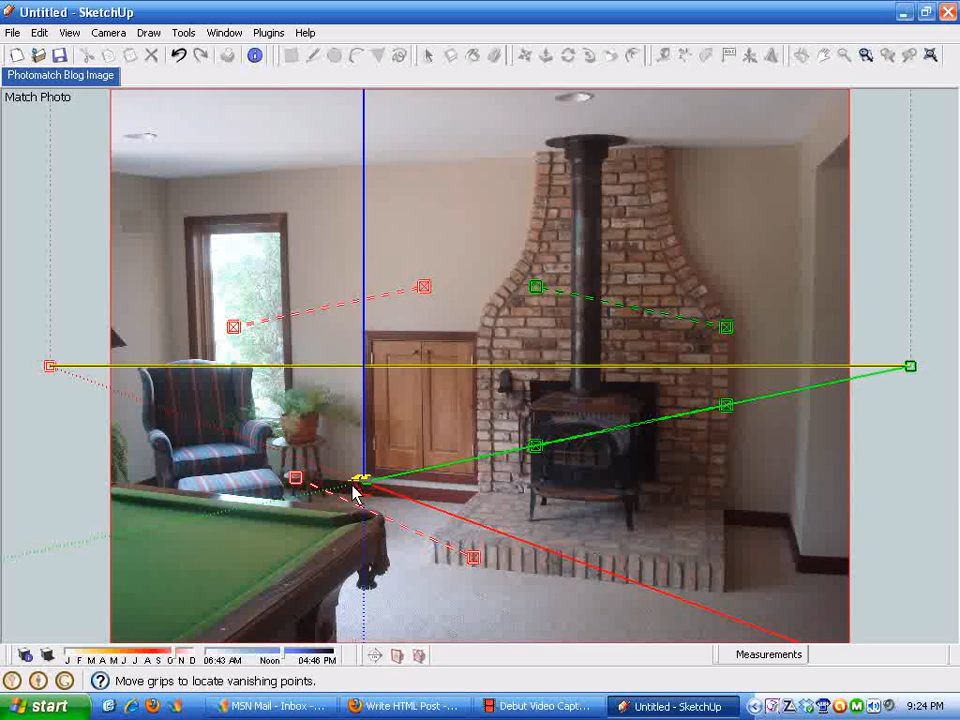 Untitled - SketchUp
File Edit View Camera Draw Tools Window Plugins Help
Photomatch Blog Image
Match Photo
J F M A M J J A S O N D 06:43 AM Noon 04:46 PM
Measurements
Move grips to locate vanishing points.
start MSN Mail - Inbox -... Write HTML Post -... Debut Video Capt... Untitled - SketchUp 9:24 PM